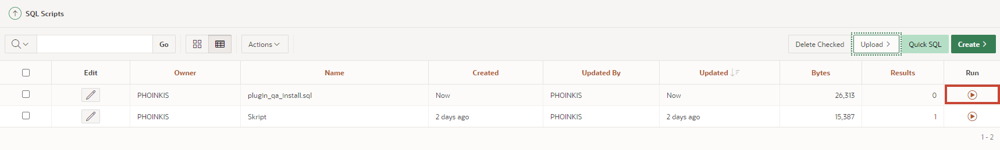 SQL Scripts
Go Actions Delete Checked Upload Quick SQL Create
Edit Owner Name Created Updated By Updated Bytes Results Run
PHOINKIS plugin_qa_install.sql Now PHOINKIS Now 26,313 0
PHOINKIS Skript 2 days ago PHOINKIS 2 days ago 15,387 1
1 - 2